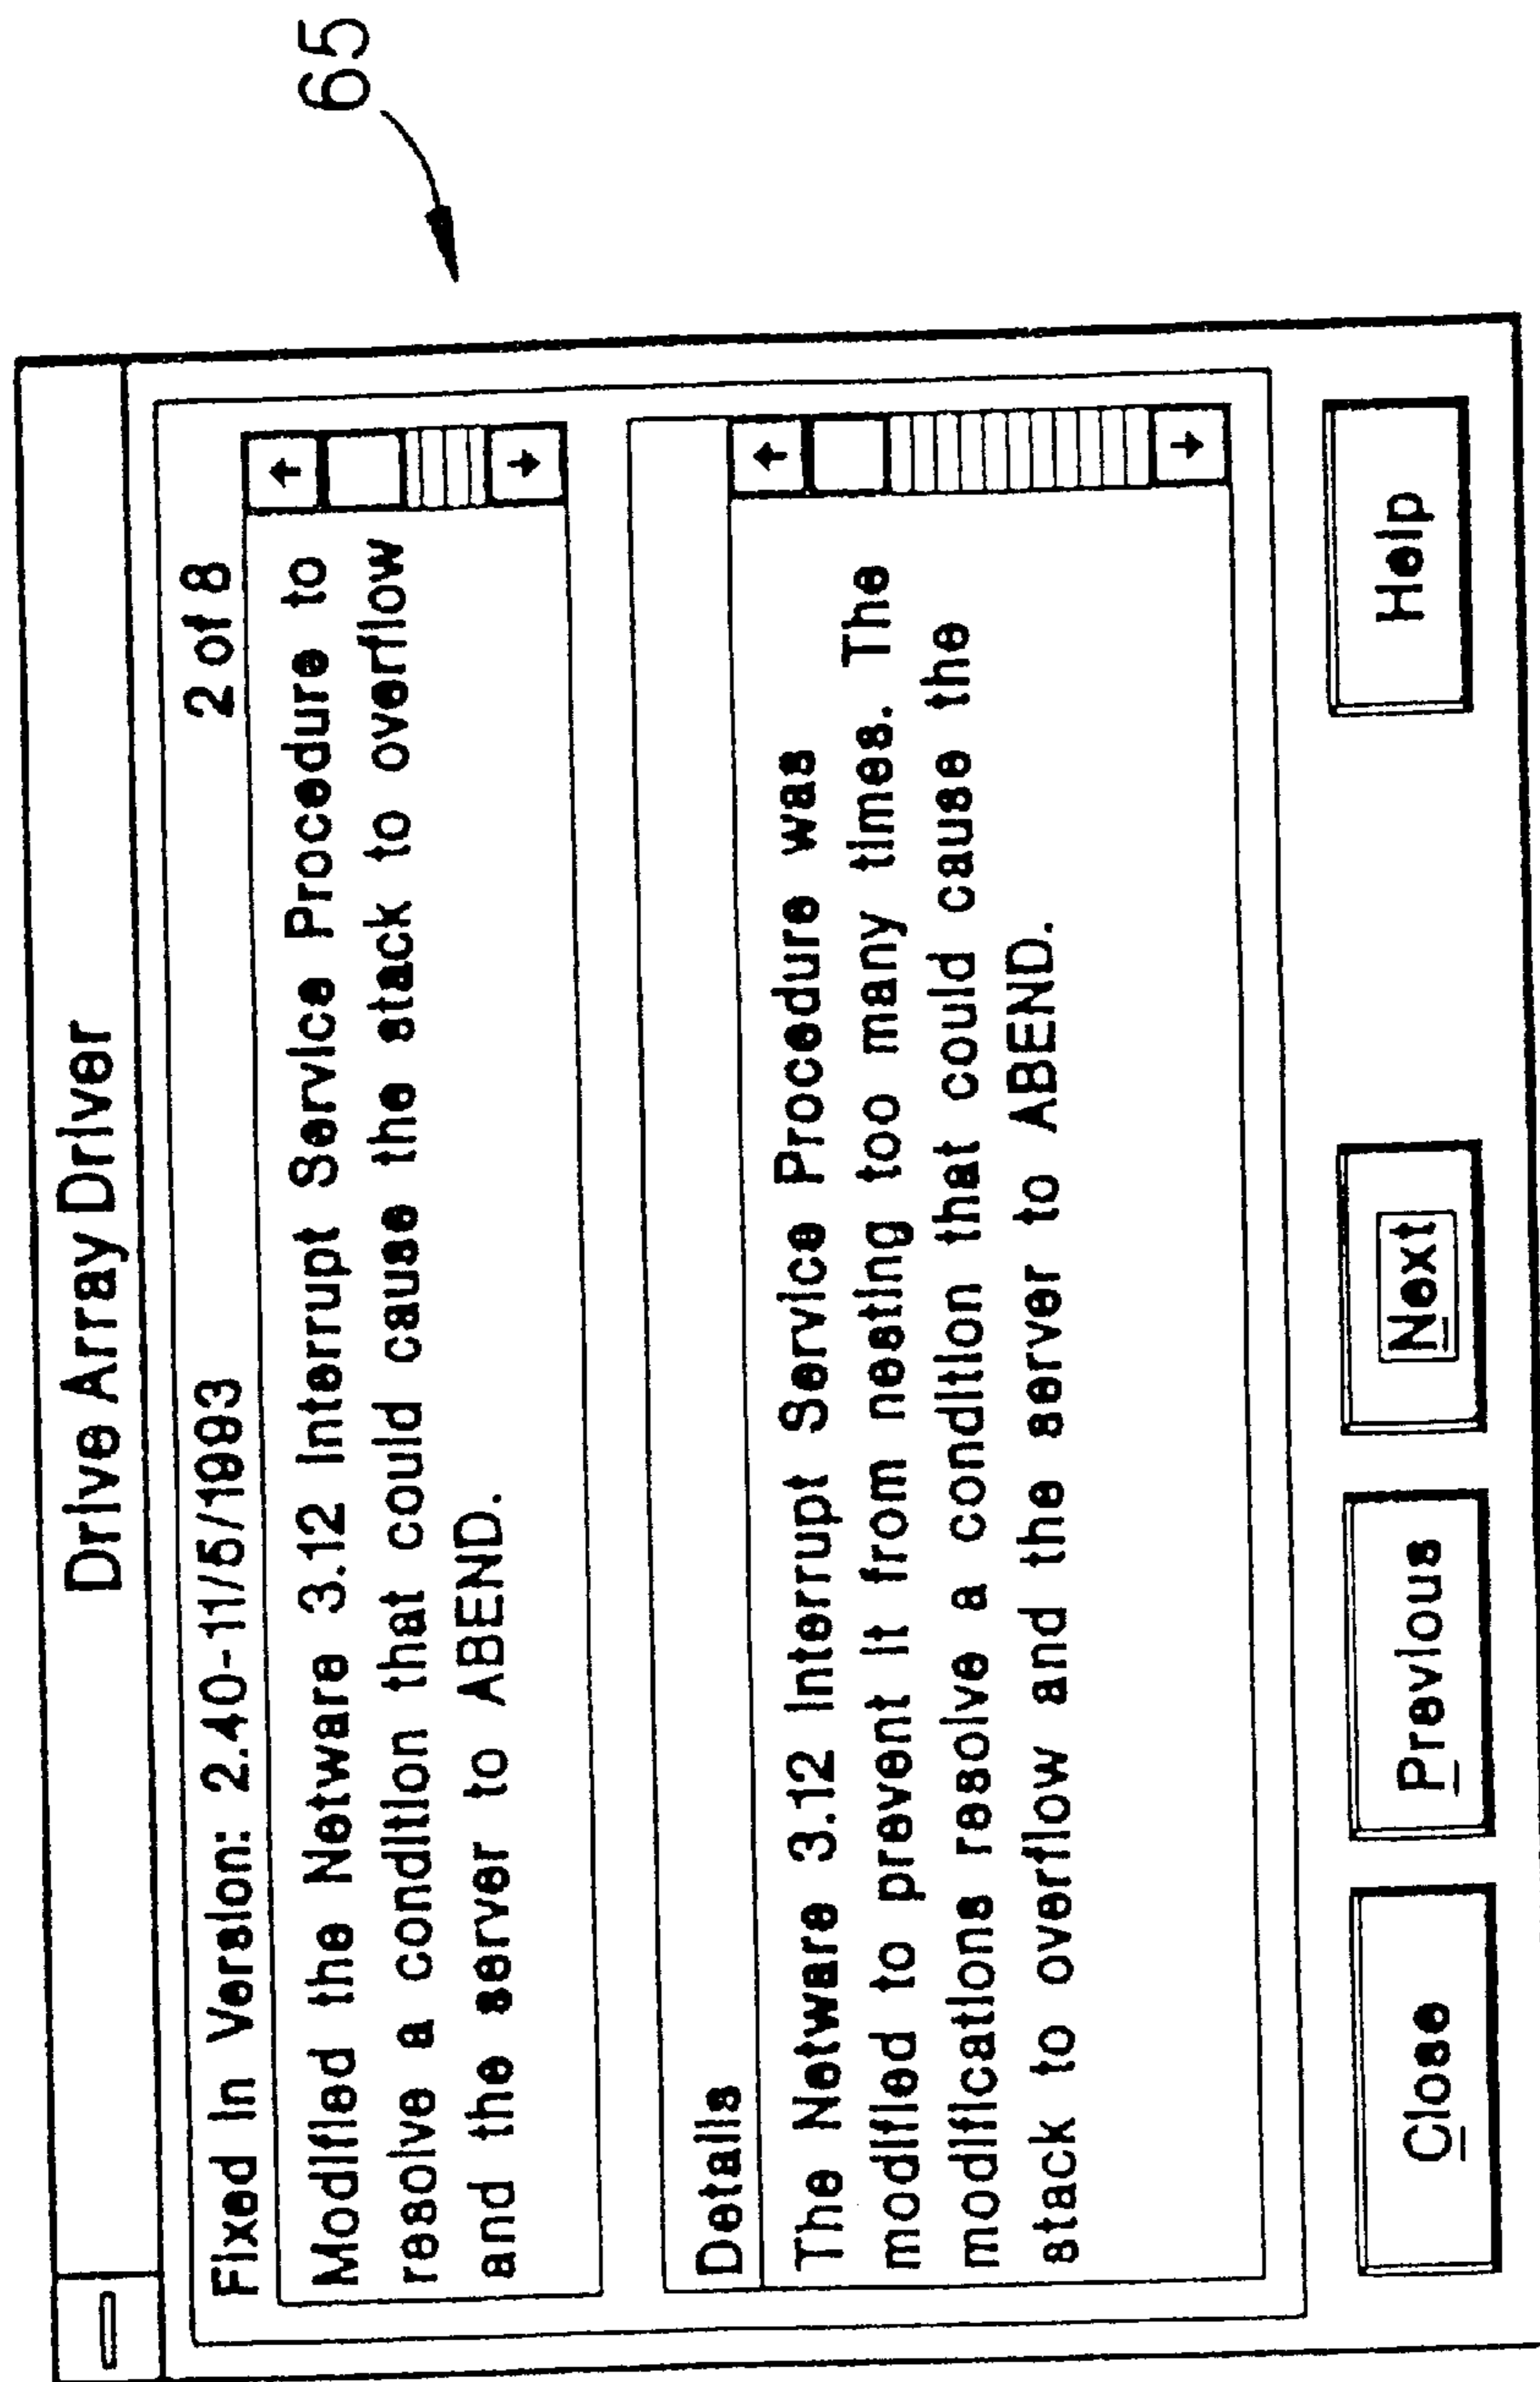 65
Drive Array Driver
Fixed In Version: 2.40-11/5/1993 2 of 8
Modified the Netware 3.12 Interrupt Service Procedure to
resolve a condition that could cause the stack to overflow
and the server to ABEND.
Details
The Netware 3.12 Interrupt Service Procedure was
modified to prevent it from nesting too many times. The
modifications resolve a condition that could cause the
stack to overflow and the server to ABEND.
Close Previous Next Help